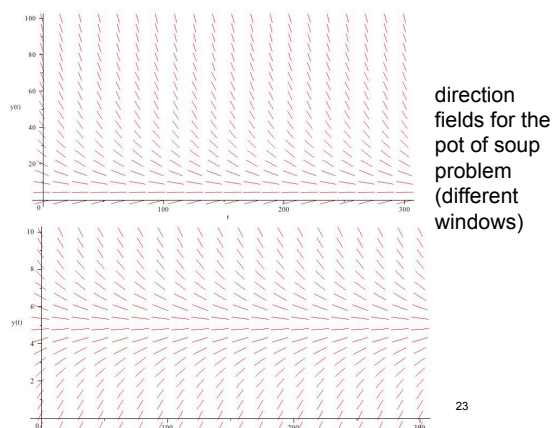 100
80
60
y(t)
40
20
0
100
200
300
t
10
8
6
y(t)
4
2
0
100
200
300
direction
fields for the
pot of soup
problem
(different
windows)
23